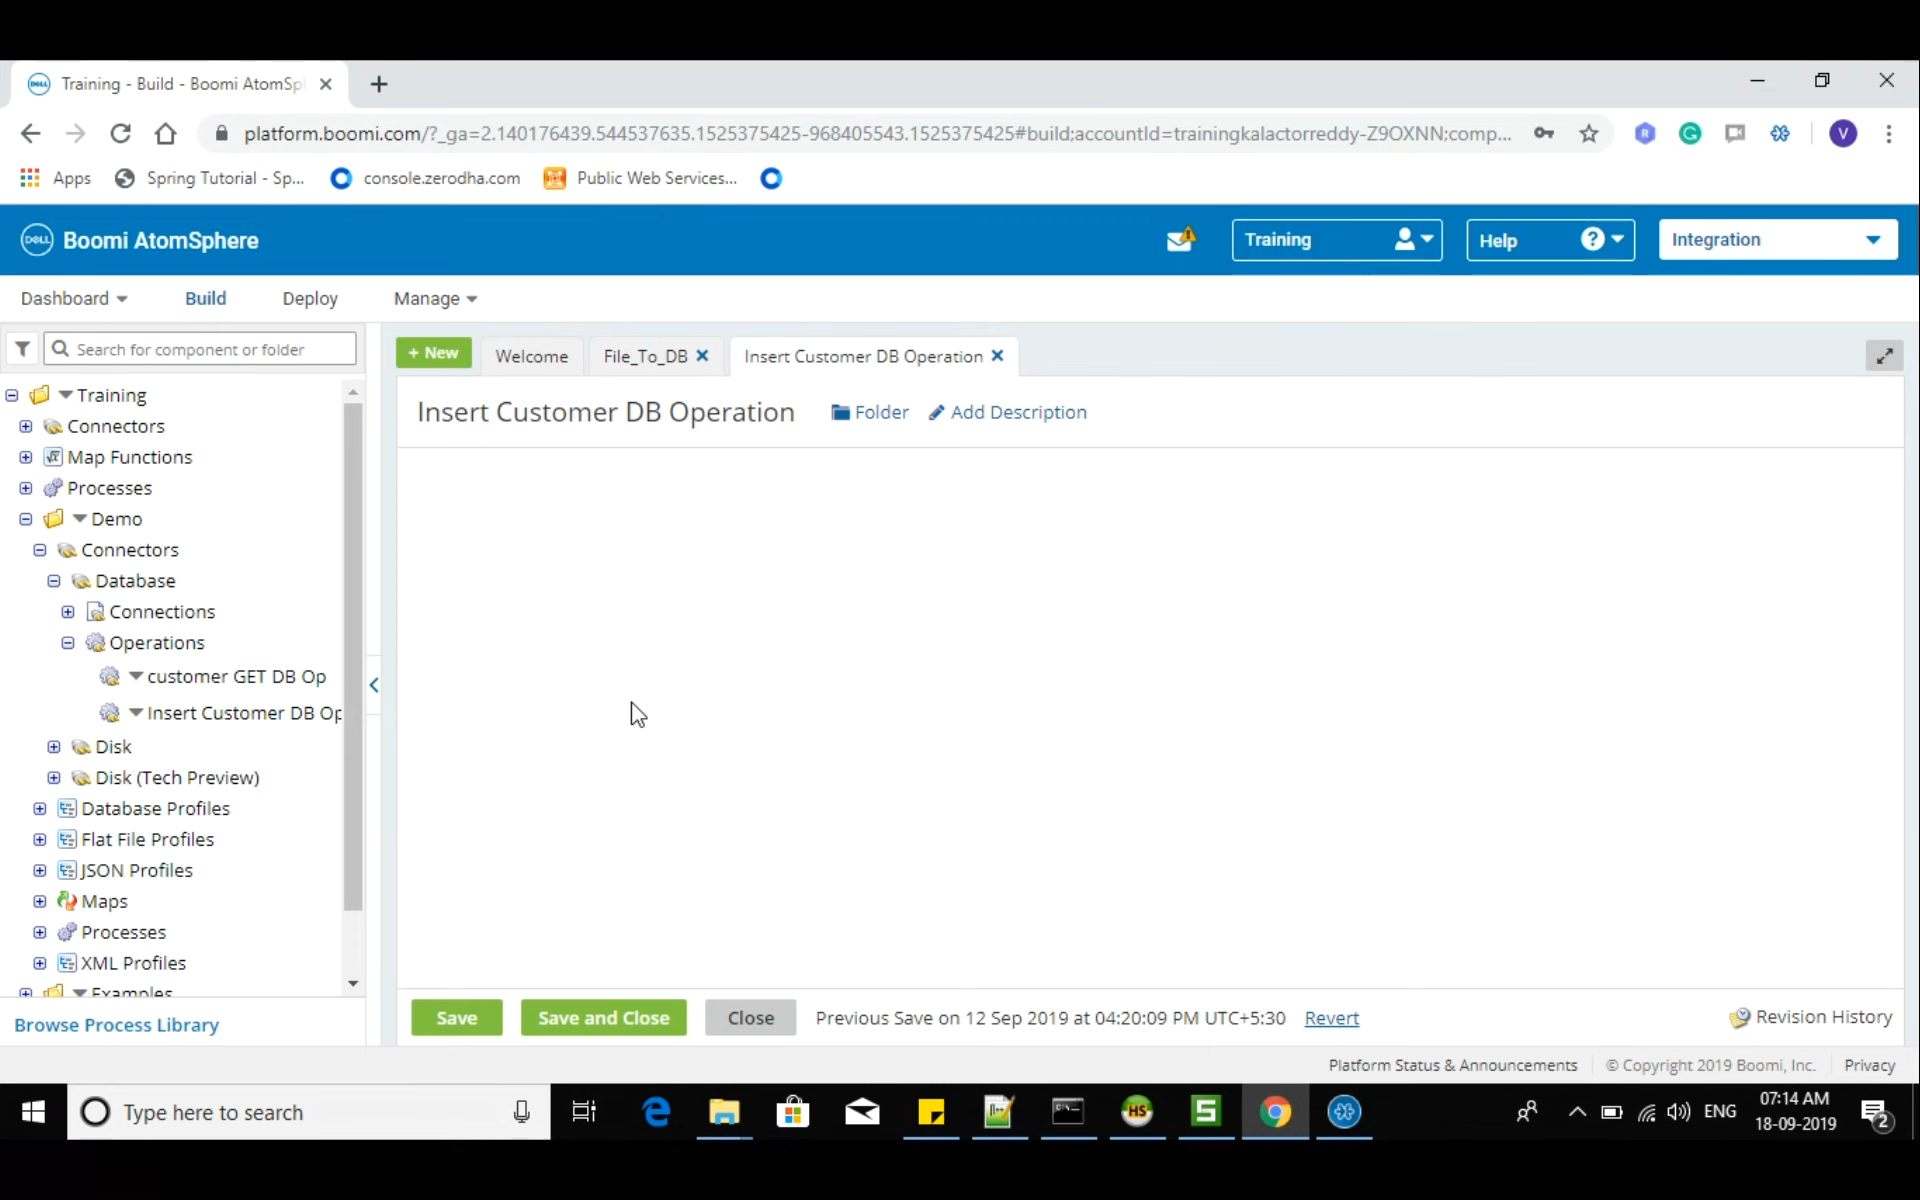 Training - Build - Boomi AtomSp
platform.boomi.com/?_ga=2.140176439.544537635.1525375425-968405543.1525375425#build;accountId=trainingkalactorreddy-Z9OXNN;comp...
V
Apps
Spring Tutorial - Sp...
console.zerodha.com
Public Web Services...
DELL Boomi AtomSphere
Training
Help
Integration
Dashboard
Build
Deploy
Manage
Search for component or folder
+ New
Welcome
File_To_DB
Insert Customer DB Operation
Insert Customer DB Operation
Folder
Add Description
Training
Connectors
Map Functions
Processes
Demo
Connectors
Database
Connections
Operations
customer GET DB Op
Insert Customer DB Op
Disk
Disk (Tech Preview)
Database Profiles
Flat File Profiles
JSON Profiles
Maps
Processes
XML Profiles
Examples
Browse Process Library
Save
Save and Close
Close
Previous Save on 12 Sep 2019 at 04:20:09 PM UTC+5:30
Revert
Revision History
Platform Status & Announcements
© Copyright 2019 Boomi, Inc.
Privacy
Type here to search
HS
ENG
07:14 AM
18-09-2019
2